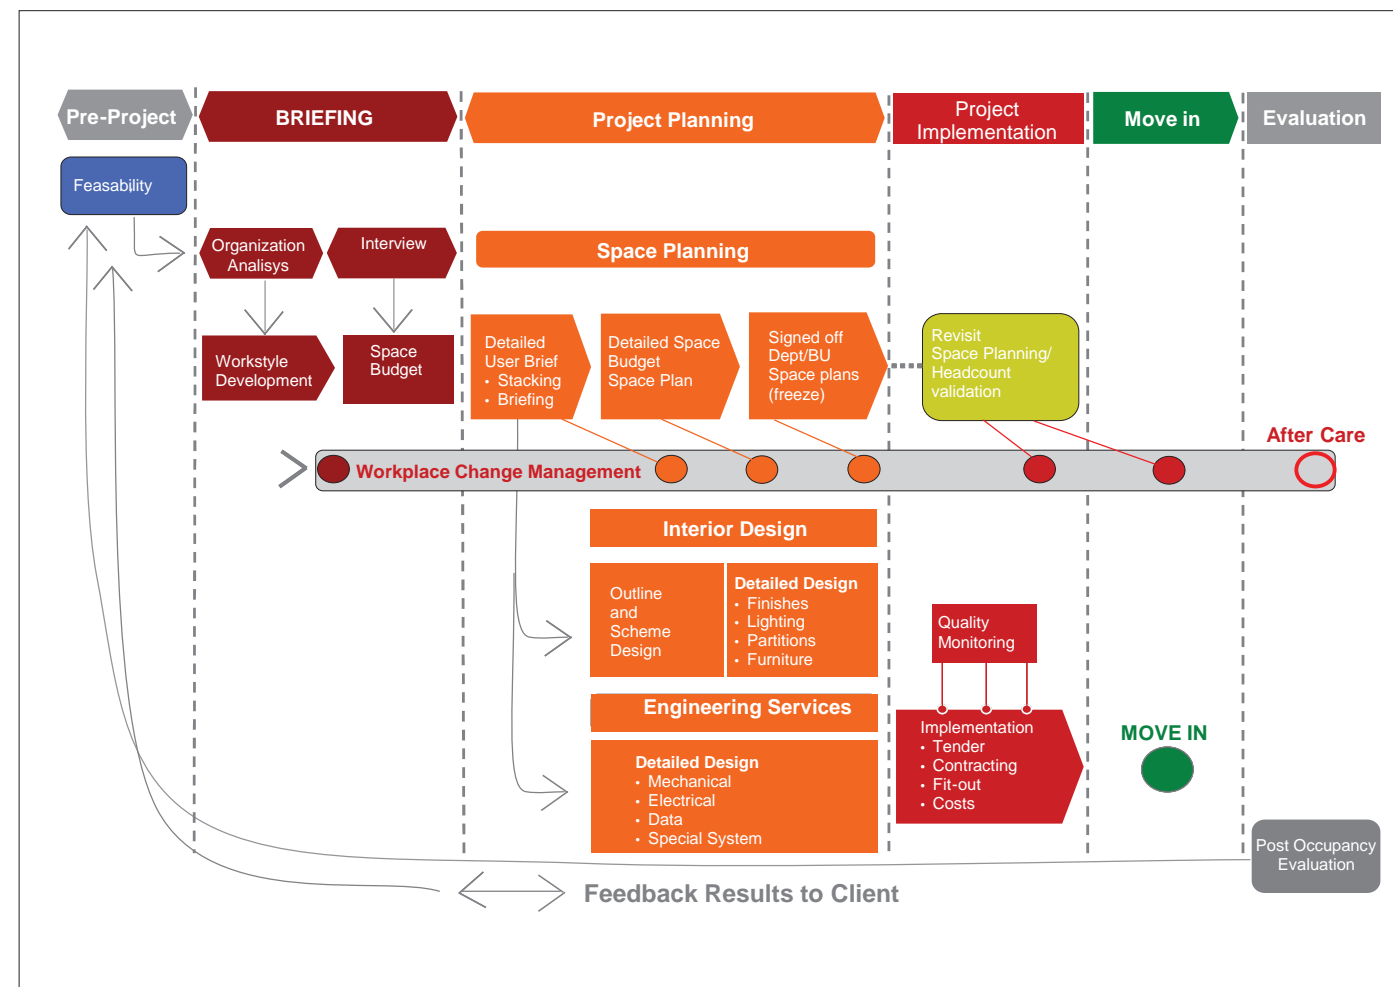 Pre-Project
BRIEFING
Project Planning
Project
Implementation
Move in
Evaluation
Feasability
Organization
Analisys
Interview
Space Planning
Workstyle
Development
Space
Budget
Detailed
User Brief
• Stacking
• Briefing
Detailed Space
Budget
Space Plan
Signed off
Dept/BU
Space plans
(freeze)
Revisit
Space Planning/
Headcount
validation
After Care
Workplace Change Management
Interior Design
Outline
and
Scheme
Design
Detailed Design
• Finishes
• Lighting
• Partitions
• Furniture
Quality
Monitoring
Engineering Services
Detailed Design
• Mechanical
• Electrical
• Data
• Special System
Implementation
• Tender
• Contracting
• Fit-out
• Costs
MOVE IN
Post Occupancy
Evaluation
Feedback Results to Client